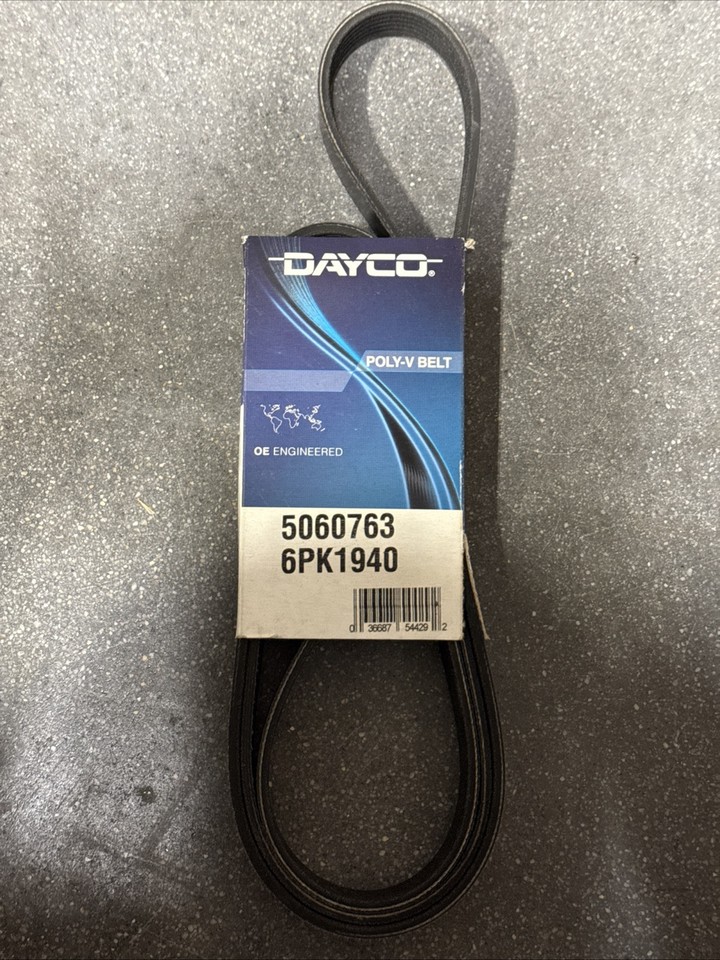 DAYCO®
POLY-V BELT
OE ENGINEERED
5060763
6PK1940
0 36687 54429 2